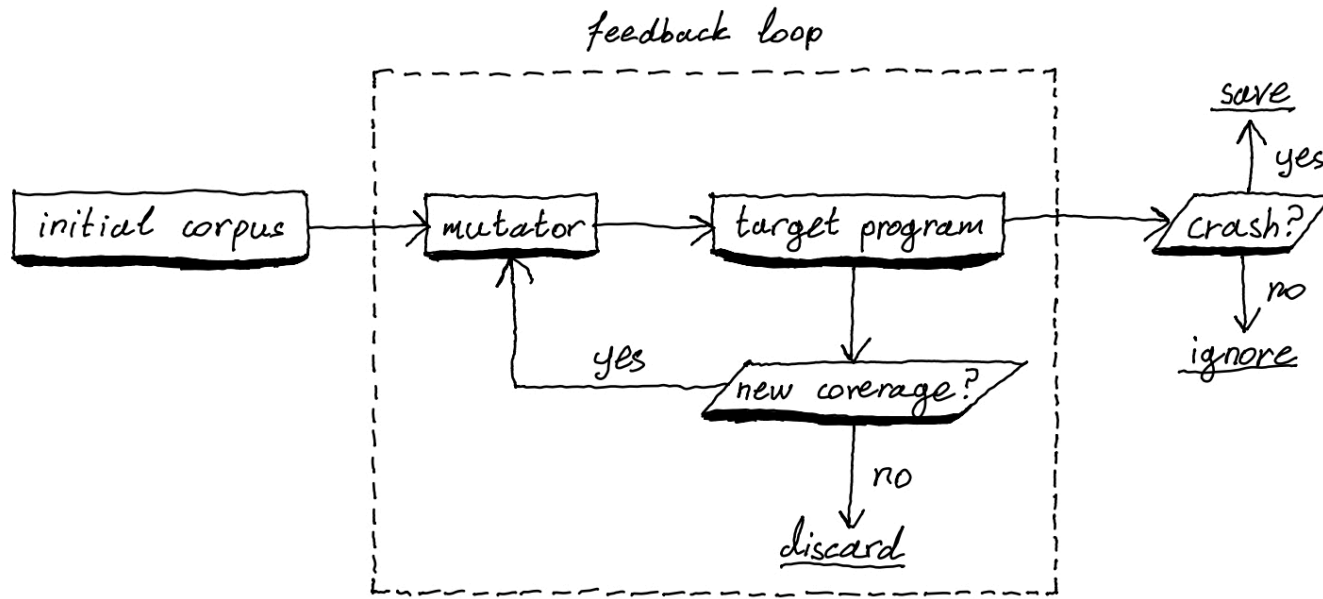 feedback loop
save
yes
initial corpus
mutator
target program
crash?
no
ignore
yes
new coverage?
no
discard